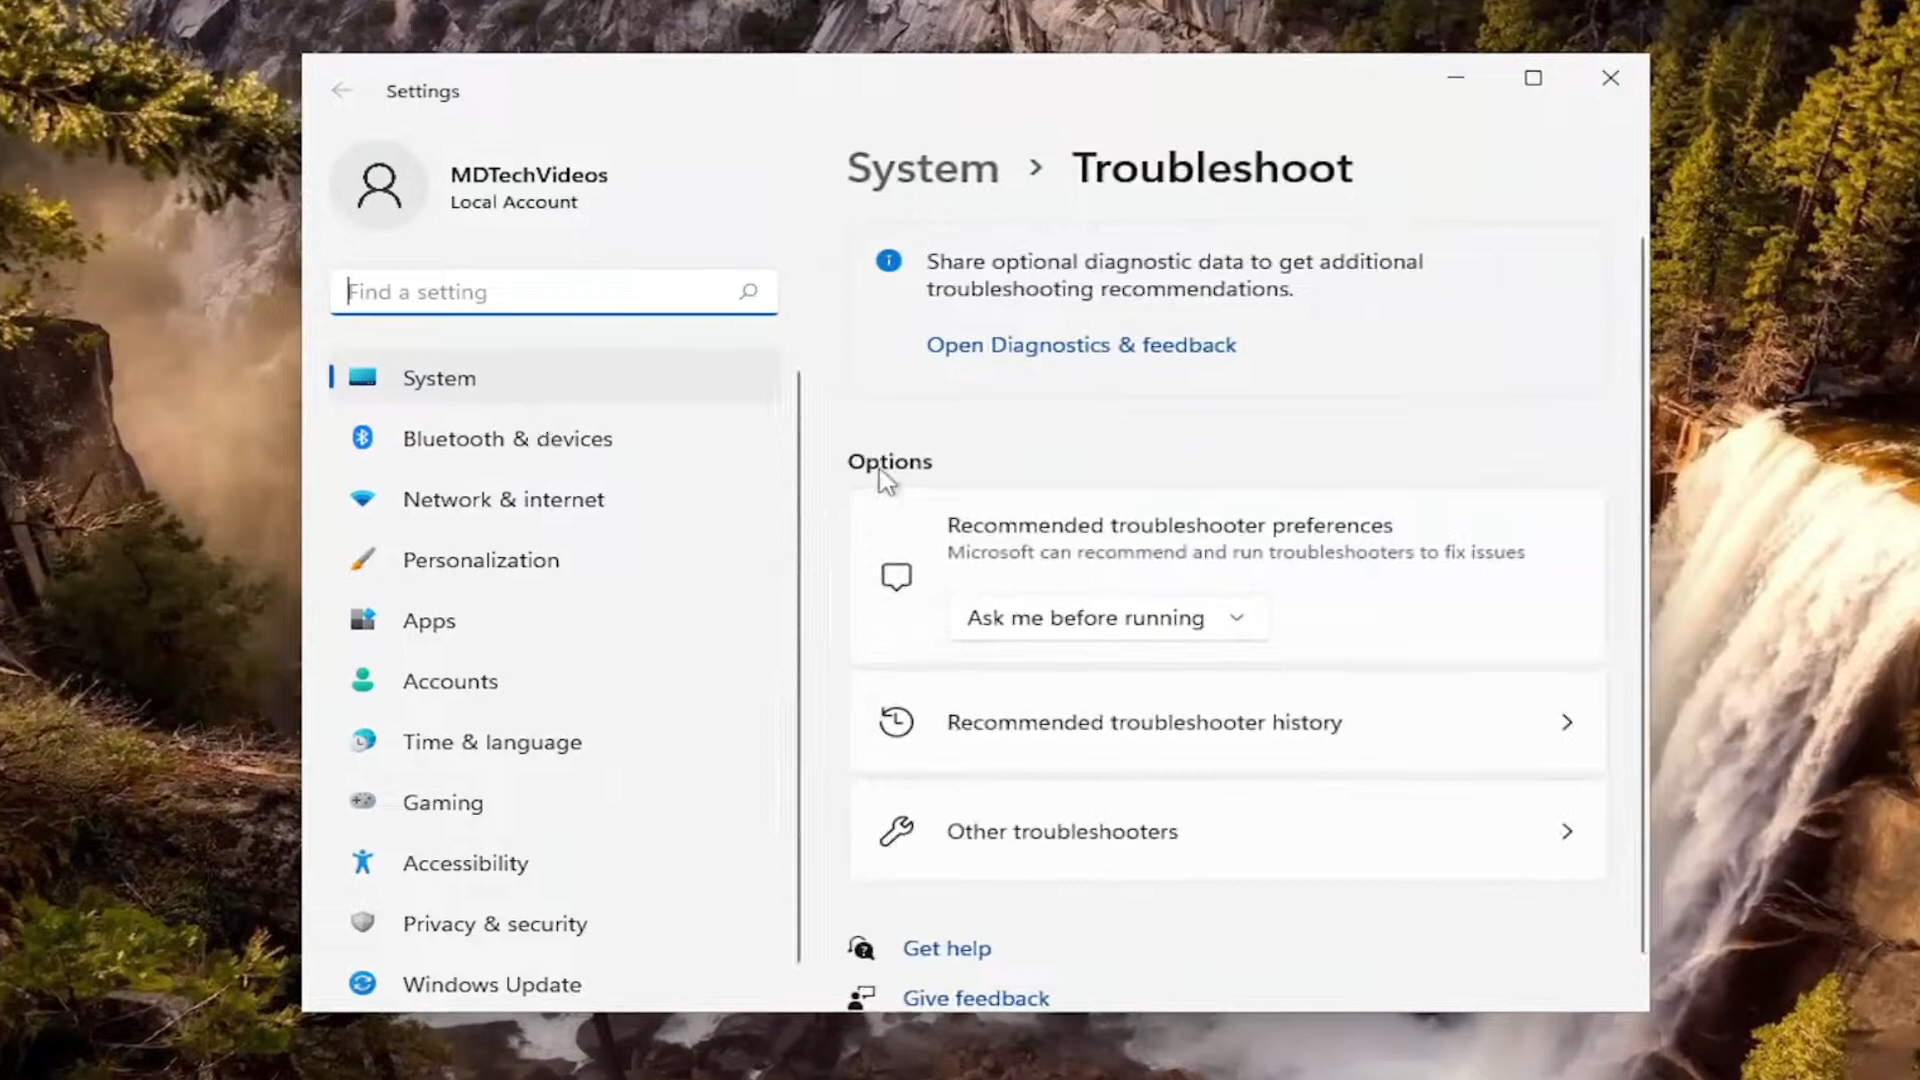 Settings
MDTechVideos
Local Account
Find a setting
System
Bluetooth & devices
Network & internet
Personalization
Apps
Accounts
Time & language
Gaming
Accessibility
Privacy & security
Windows Update
System > Troubleshoot
Share optional diagnostic data to get additional
troubleshooting recommendations.
Open Diagnostics & feedback
Options
Recommended troubleshooter preferences
Microsoft can recommend and run troubleshooters to fix issues
Ask me before running
Recommended troubleshooter history
Other troubleshooters
Get help
Give feedback